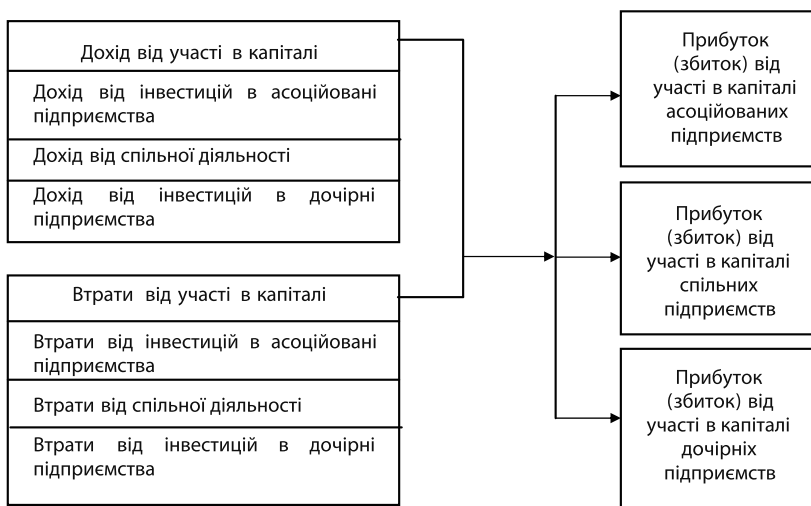 Дохід від участі в капіталі
Дохід від інвестицій в асоційовані
підприємства
Дохід від спільної діяльності
Дохід від інвестицій в дочірні
підприємства
Втрати від участі в капіталі
Втрати від інвестицій в асоційовані
підприємства
Втрати від спільної діяльності
Втрати від інвестицій в дочірні
підприємства
Прибуток
(збиток) від
участі в капіталі
асоційованих
підприємств
Прибуток
(збиток) від
участі в капіталі
спільних
підприємств
Прибуток
(збиток) від
участі в капіталі
дочірніх
підприємств